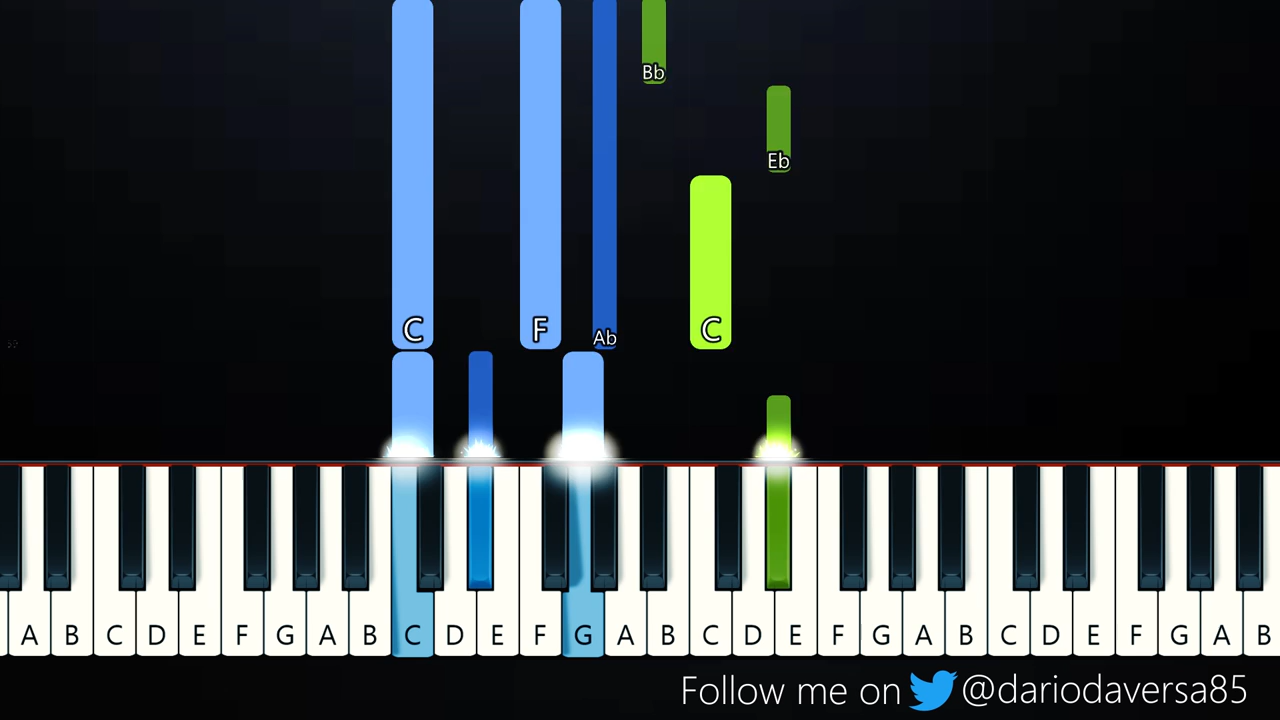 Bb
Eb
C F Ab C
A B C D E F G A B C D E F G A B C D E F G A B C D E F G A B
Follow me on @dariodaversa85